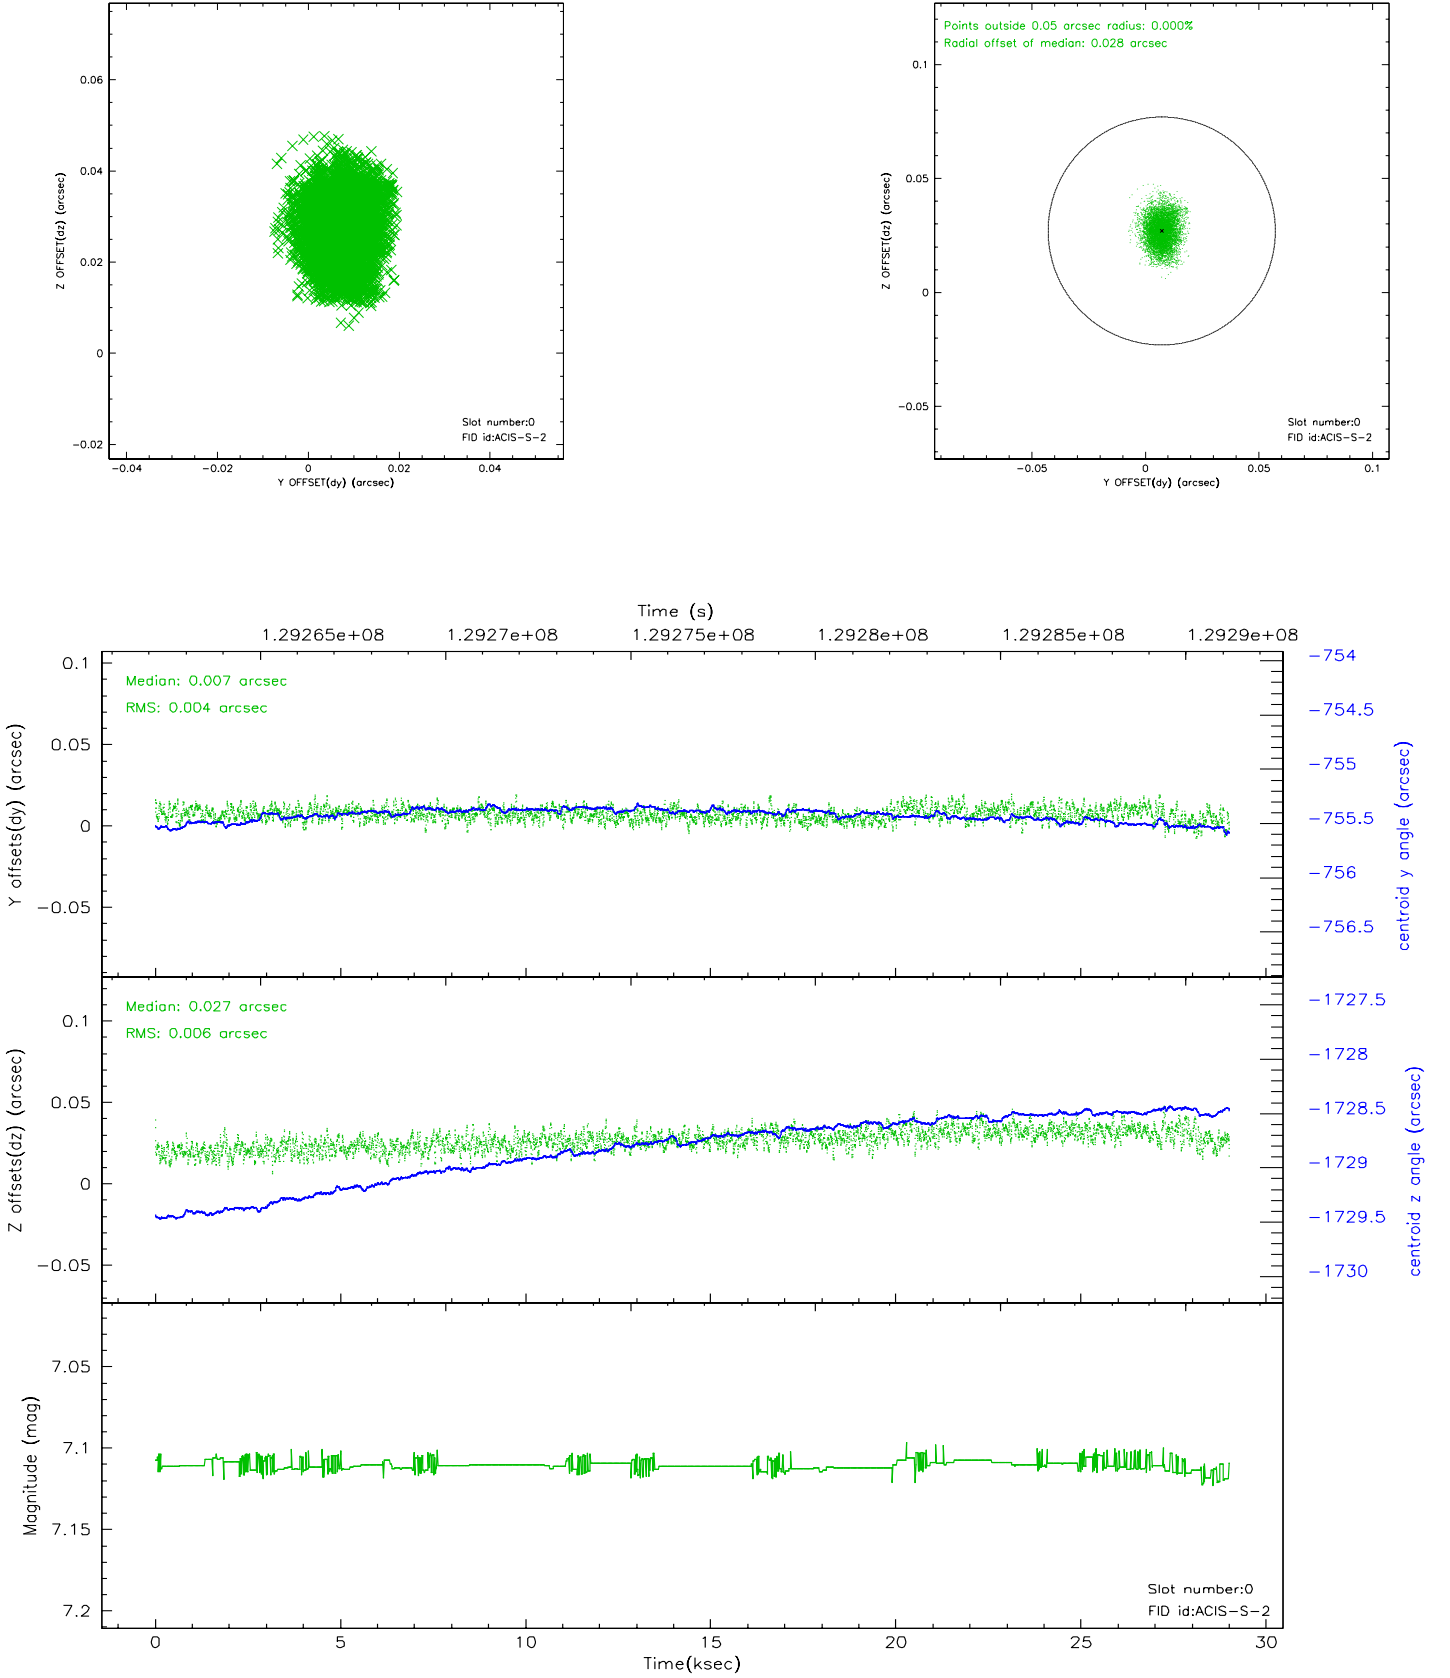 0.06
0.04
0.02
0
−0.02
Z OFFSET(dz) (arcsec)
Slot number:0
FID id:ACIS−S−2
−0.04
−0.02
0
0.02
0.04
Y OFFSET(dy) (arcsec)
Points outside 0.05 arcsec radius: 0.000%
Radial offset of median: 0.028 arcsec
0.1
0.05
0
−0.05
Z OFFSET(dz) (arcsec)
Slot number:0
FID id:ACIS−S−2
−0.05
0
0.05
0.1
Y OFFSET(dy) (arcsec)
Time (s)
1.29265e+08
1.2927e+08
1.29275e+08
1.2928e+08
1.29285e+08
1.2929e+08
0.1
0.05
0
−0.05
Y offsets(dy) (arcsec)
Median: 0.007 arcsec
RMS: 0.004 arcsec
−754
−754.5
−755
−755.5
−756
−756.5
centroid y angle (arcsec)
0.1
0.05
0
−0.05
Z offsets(dz) (arcsec)
Median: 0.027 arcsec
RMS: 0.006 arcsec
−1727.5
−1728
−1728.5
−1729
−1729.5
−1730
centroid z angle (arcsec)
7.05
7.1
7.15
7.2
Magnitude (mag)
Slot number:0
FID id:ACIS−S−2
0
5
10
15
20
25
30
Time(ksec)